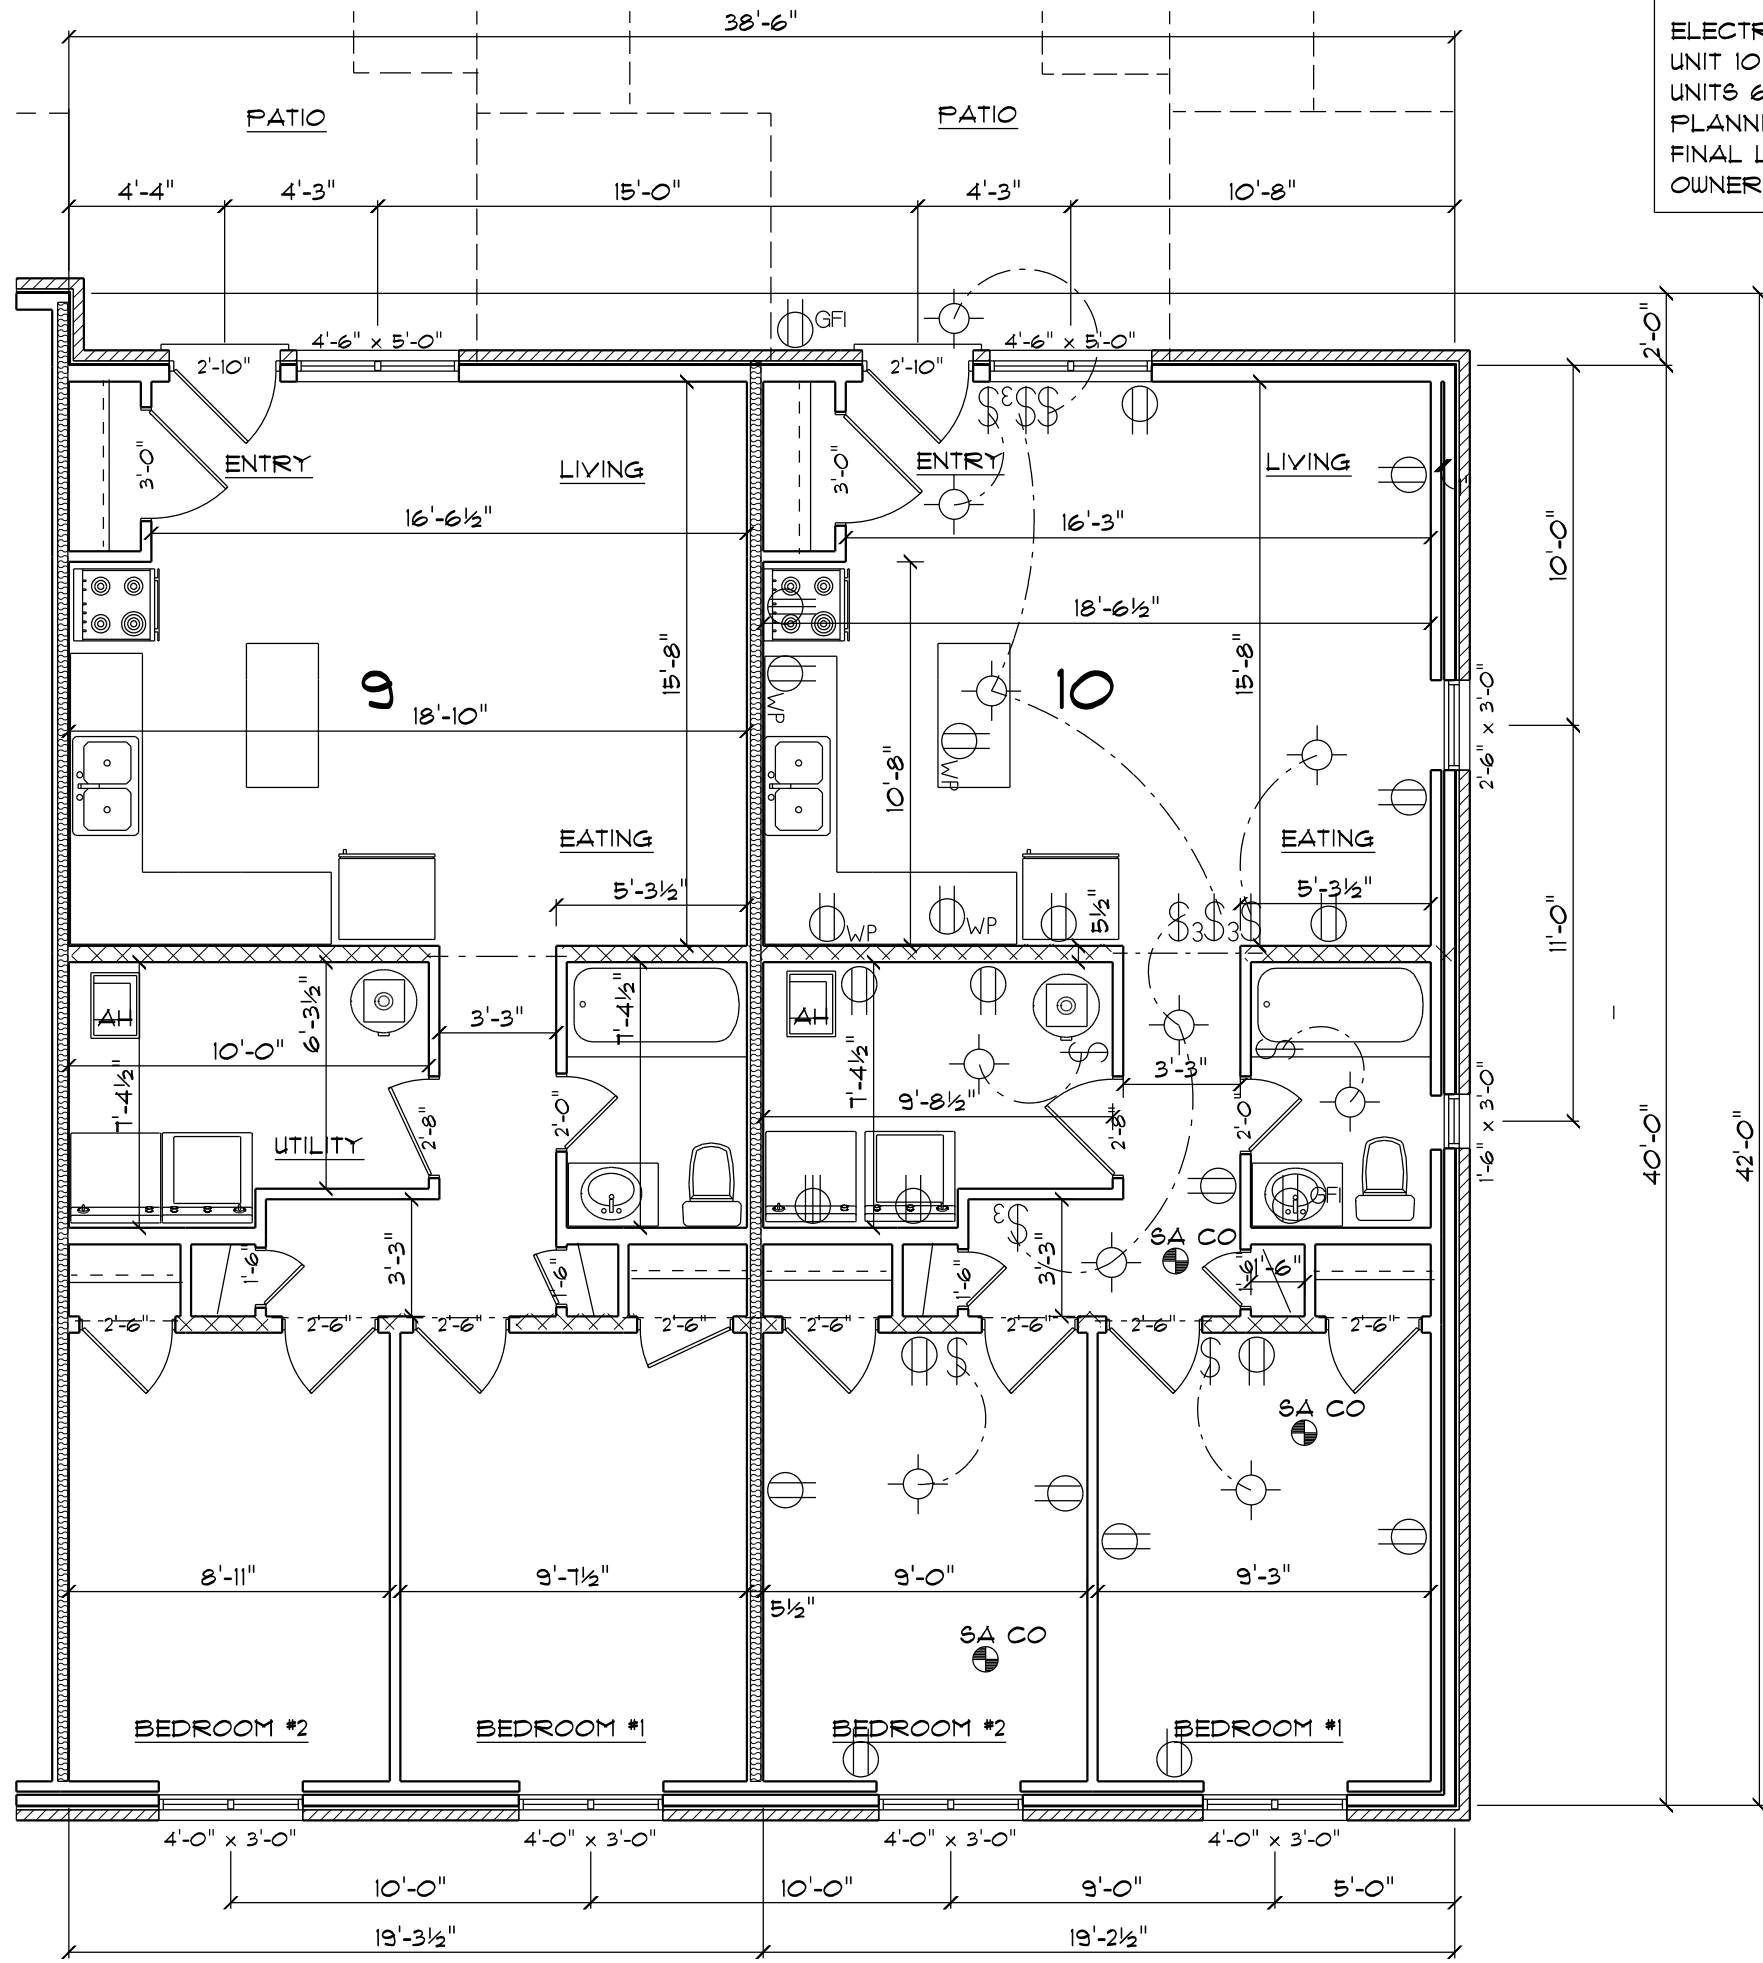 38'-6"
ELECTR
UNIT 10
UNITS 6
PLANNI
FINAL L
OWNER
PATIO
PATIO
4'-4"
4'-3"
15'-0"
4'-3"
10'-8"
GFI
4'-6" x 5'-0"
4'-6" x 5'-0"
2'-0"
2'-10"
2'-10"
$ 3$ $
3'-0"
ENTRY
LIVING
3'-0"
ENTRY
LIVING
16'-6½"
16'-3"
10'-0"
18'-6½"
15'-8"
15'-8"
9
10
WP
2'-6" x 3'-0"
18'-10"
10'-8"
WP
EATING
EATING
5'-3½"
5½"
5'-3½"
11'-0"
WP
WP
$3 $3 $
AH
6'-3½"
3'-3"
7'-4½"
AH
$
$
10'-0"
7'-4½"
7'-4½"
9'-8½"
3'-3"
2'-8"
2'-0"
2'-8"
2'-0
1'-6" x 3'-0"
40'-0"
42'-0"
UTILITY
GFI
3$
SA CO
1'-6"
3'-3"
1'-6"
1'-6"
3'-3"
1'-6"
1'-6"
2'-6"
2'-6"
2'-6"
2'-6"
2'-6"
2'-6"
2'-6"
2'-6"
$
$
SA CO
8'-11"
9'-7½"
9'-0"
9'-3"
5½"
SA CO
BEDROOM #2
BEDROOM #1
BEDROOM #2
BEDROOM #1
4'-0" x 3'-0"
4'-0" x 3'-0"
4'-0" x 3'-0"
4'-0" x 3'-0"
10'-0"
10'-0"
9'-0"
5'-0"
19'-3½"
19'-2½"